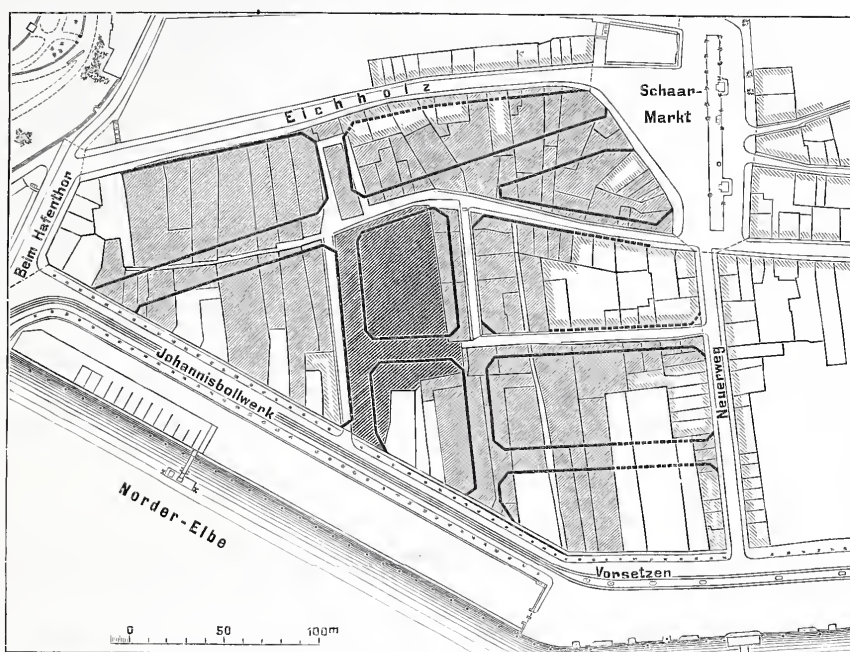 Eichholz
Schaar-
Markt
Beim Hafenthor
Johannisbollwerk
Neuerweg
Norder-Elbe
Vorsetzen
0 50 100m